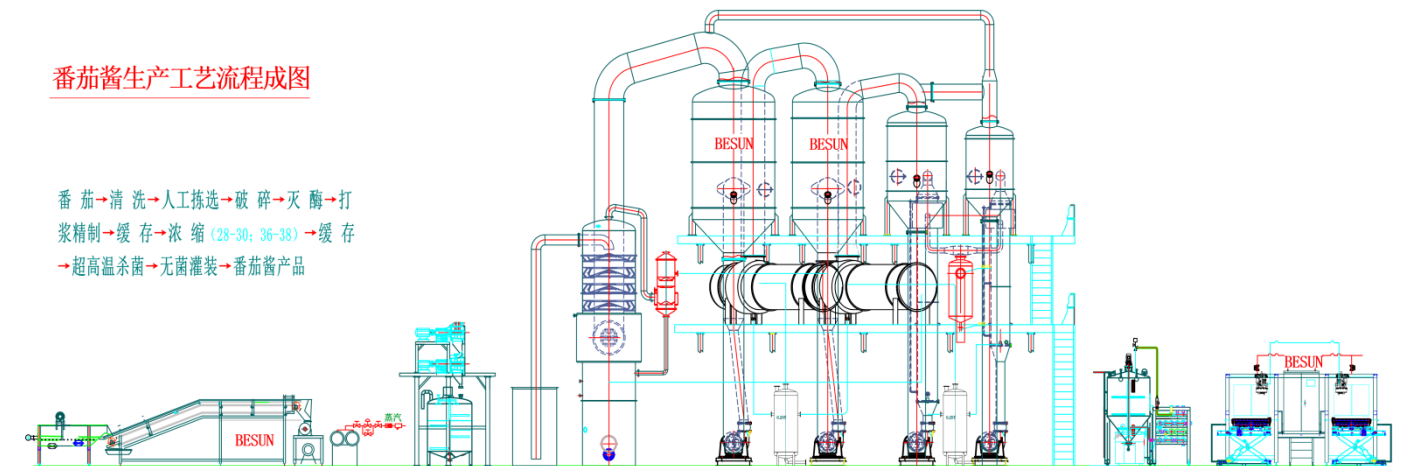 番茄酱生产工艺流程成图
番 茄→清 洗→人工拣选→破 碎→灭 酶→打
浆精制→缓 存→浓 缩（28-30；36-38）→缓 存
→超高温杀菌→无菌灌装→番茄酱产品
BESUN
BESUN
蒸汽
BESUN
BESUN